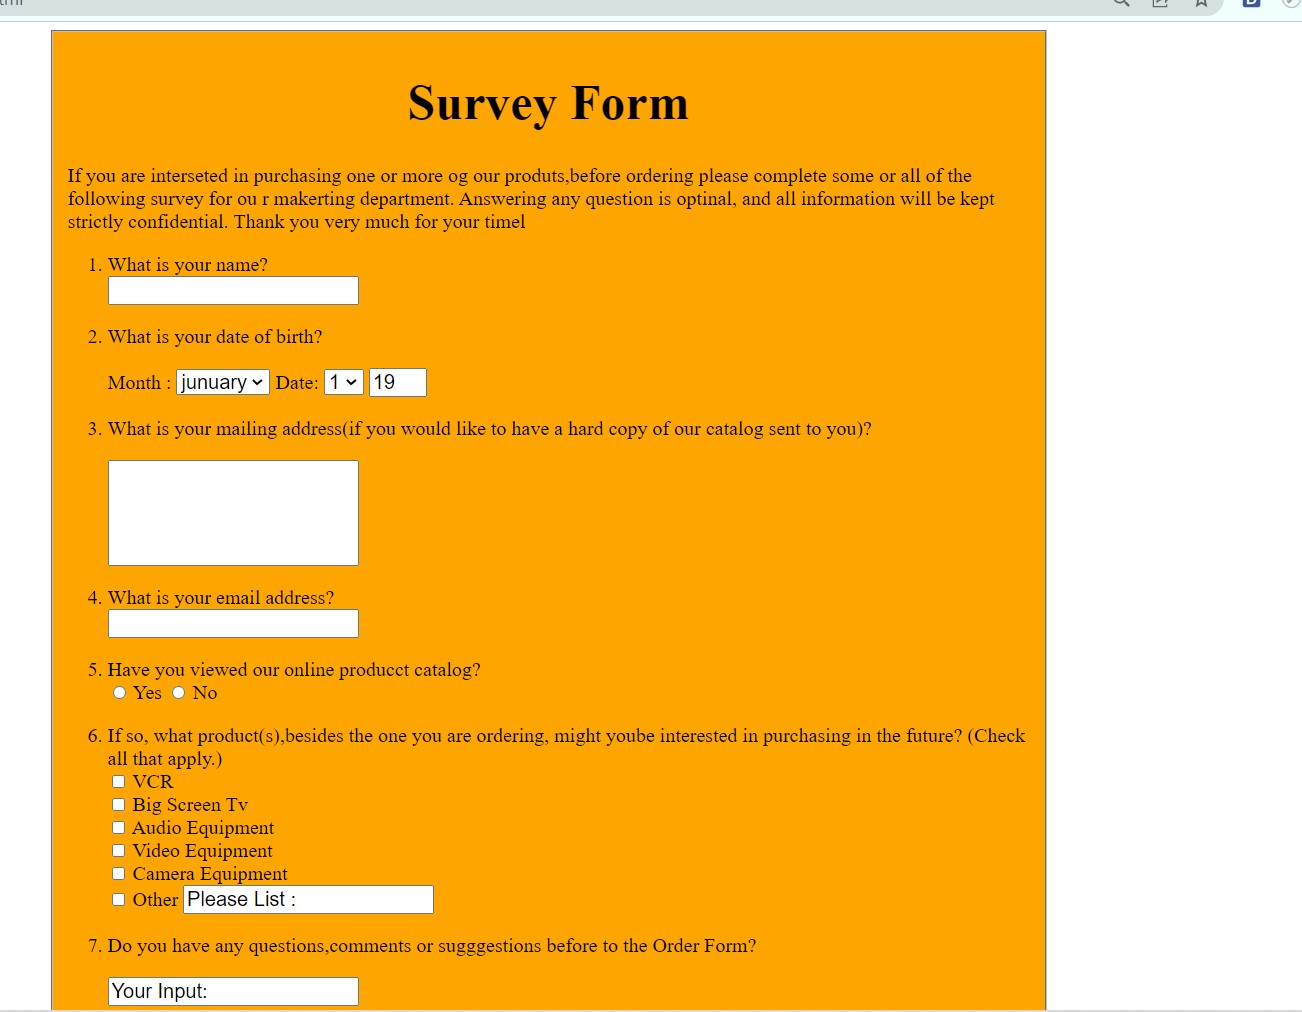 Survey Form
If you are interseted in purchasing one or more og our produts,before ordering please complete some or all of the
following survey for ou r makerting department. Answering any question is optinal, and all information will be kept
strictly confidential. Thank you very much for your timel
1. What is your name?
2. What is your date of birth?
Month : junuary Date: 1 19
3. What is your mailing address(if you would like to have a hard copy of our catalog sent to you)?
4. What is your email address?
5. Have you viewed our online producct catalog?
Yes No
6. If so, what product(s),besides the one you are ordering, might yoube interested in purchasing in the future? (Check
all that apply.)
VCR
Big Screen Tv
Audio Equipment
Video Equipment
Camera Equipment
Other Please List :
7. Do you have any questions,comments or sugggestions before to the Order Form?
Your Input: